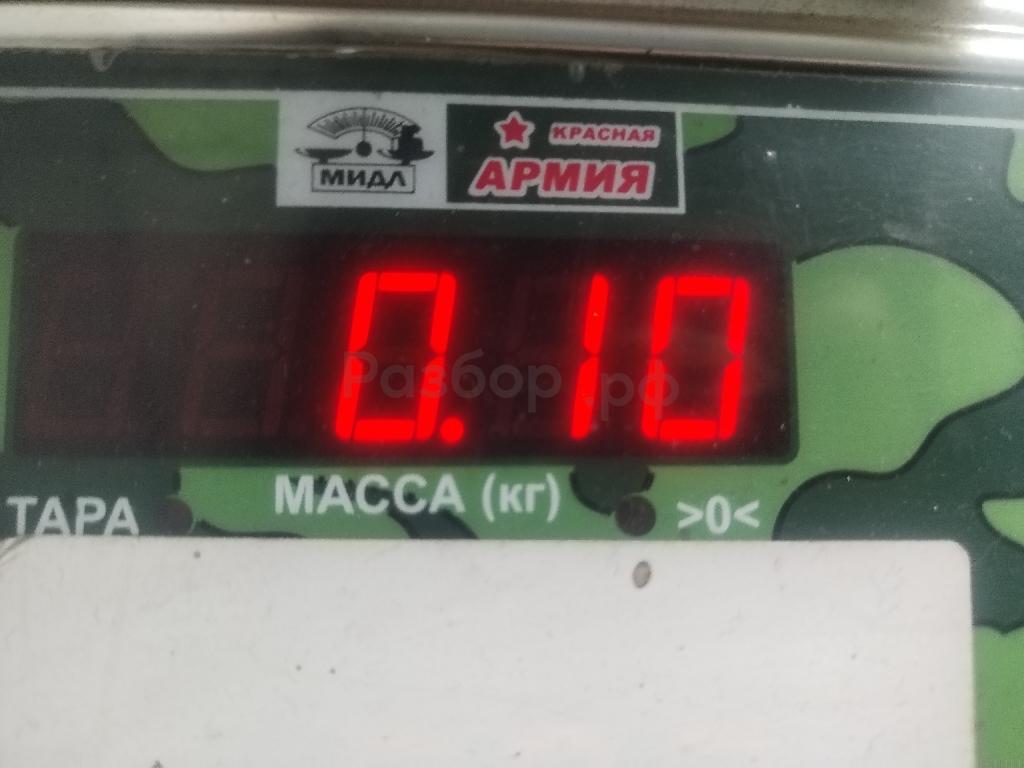 МИДЛ
КРАСНАЯ
АРМИЯ
0.10
Разбор.рф
ТАРА
МАССА (кг)
>0<